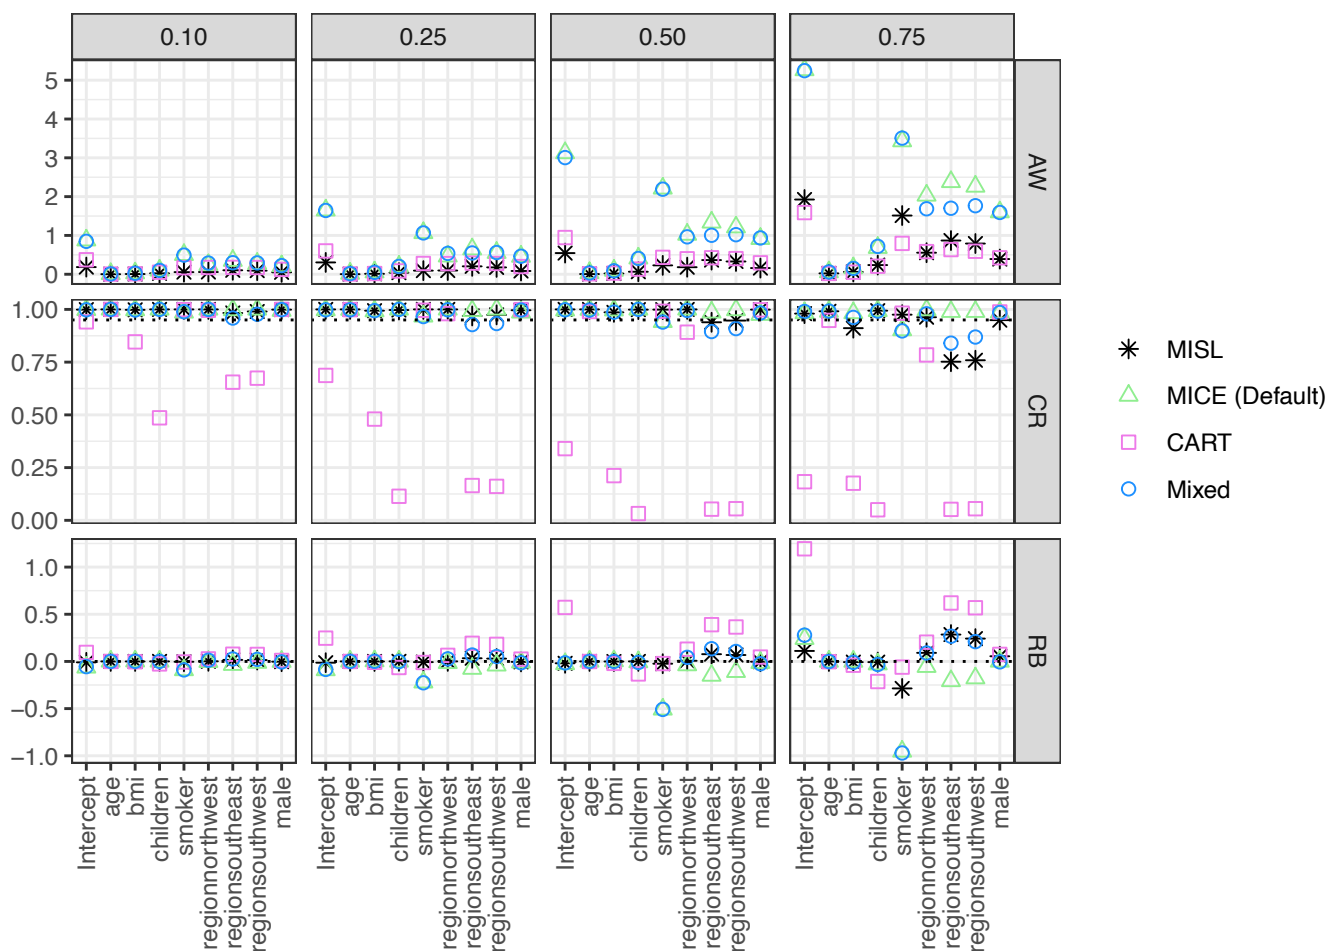 0.10 0.25 0.50 0.75
AW
5
4
3
2
1
0
CR
1.00
0.75
0.50
0.25
0.00
RB
1.0
0.5
0.0
−0.5
−1.0
Intercept age bmi children smoker regionnorthwest regionsoutheast regionsouthwest male
Intercept age bmi children smoker regionnorthwest regionsoutheast regionsouthwest male
Intercept age bmi children smoker regionnorthwest regionsoutheast regionsouthwest male
Intercept age bmi children smoker regionnorthwest regionsoutheast regionsouthwest male
MISL
MICE (Default)
CART
Mixed